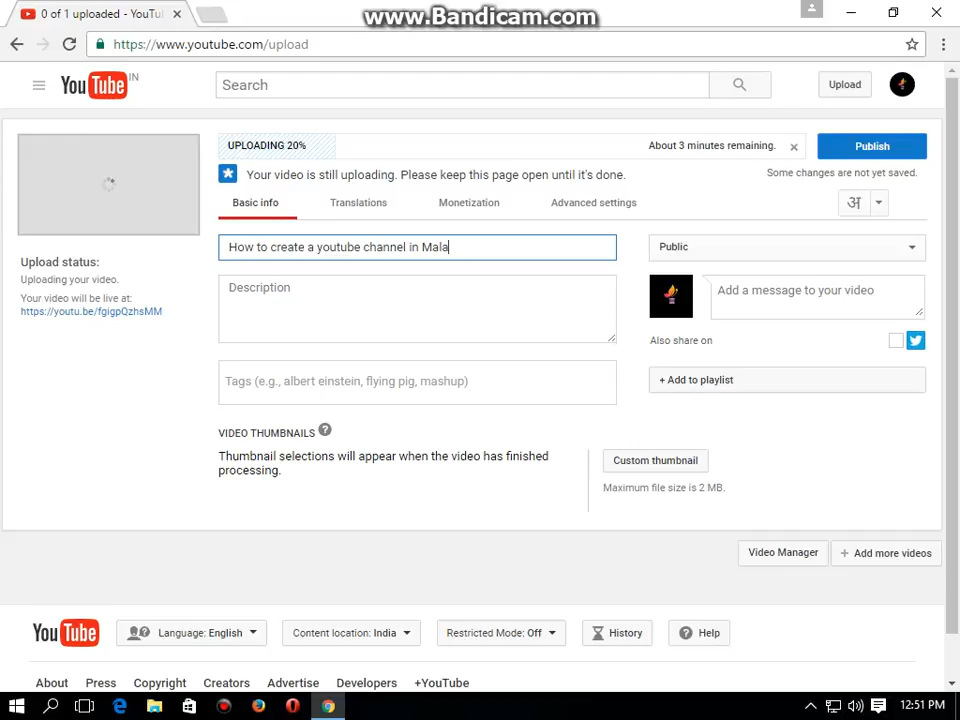 www.Bandicam.com
0 of 1 uploaded - YouTu
https://www.youtube.com/upload
YouTube IN
Search
Upload
UPLOADING 20%
About 3 minutes remaining.
Publish
Your video is still uploading. Please keep this page open until it's done.
Some changes are not yet saved.
Basic info
Translations
Monetization
Advanced settings
अ
How to create a youtube channel in Mala
Public
Upload status:
Uploading your video.
Your video will be live at:
https://youtu.be/fgigpQzhsMM
Description
Add a message to your video
Also share on
Tags (e.g., albert einstein, flying pig, mashup)
+ Add to playlist
VIDEO THUMBNAILS ?
Thumbnail selections will appear when the video has finished
processing.
Custom thumbnail
Maximum file size is 2 MB.
Video Manager
+ Add more videos
YouTube
Language: English
Content location: India
Restricted Mode: Off
History
Help
About
Press
Copyright
Creators
Advertise
Developers
+YouTube
12:51 PM